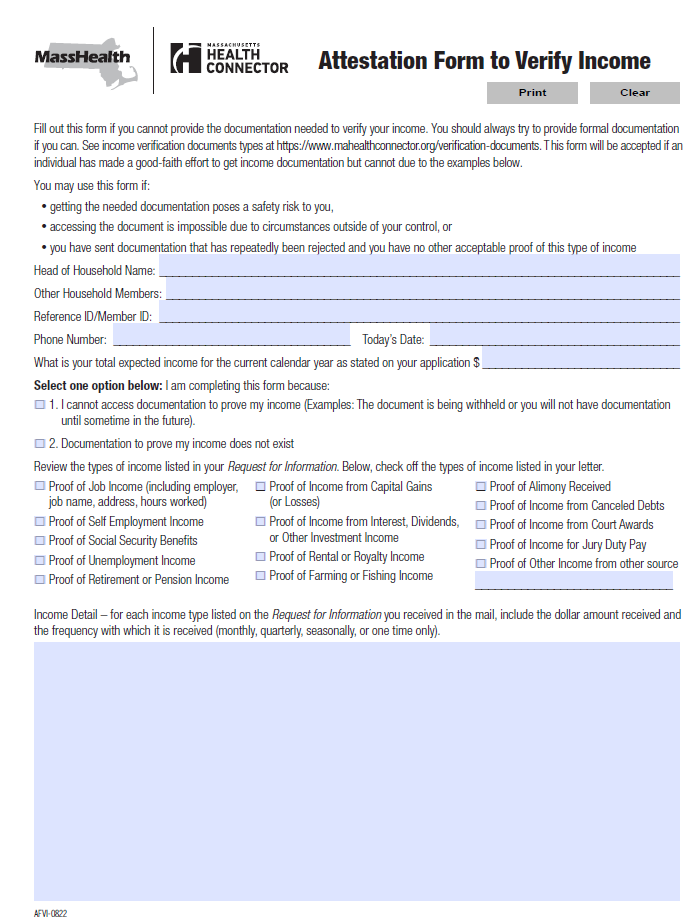 MassHealth
MASSACHUSETTS
HEALTH
CONNECTOR
Attestation Form to Verify Income
Print
Clear
Fill out this form if you cannot provide the documentation needed to verify your income. You should always try to provide formal documentation
if you can. See income verification documents types at https://www.mahealthconnector.org/verification-documents. This form will be accepted if an
individual has made a good-faith effort to get income documentation but cannot due to the examples below.
You may use this form if:
• getting the needed documentation poses a safety risk to you,
• accessing the document is impossible due to circumstances outside of your control, or
• you have sent documentation that has repeatedly been rejected and you have no other acceptable proof of this type of income
Head of Household Name:
Other Household Members:
Reference ID/Member ID:
Phone Number: Today's Date:
What is your total expected income for the current calendar year as stated on your application $
Select one option below: I am completing this form because:
1. I cannot access documentation to prove my income (Examples: The document is being withheld or you will not have documentation
until sometime in the future).
2. Documentation to prove my income does not exist
Review the types of income listed in your Request for Information. Below, check off the types of income listed in your letter.
Proof of Job Income (including employer,
job name, address, hours worked)
Proof of Self Employment Income
Proof of Social Security Benefits
Proof of Unemployment Income
Proof of Retirement or Pension Income
Proof of Income from Capital Gains
(or Losses)
Proof of Income from Interest, Dividends,
or Other Investment Income
Proof of Rental or Royalty Income
Proof of Farming or Fishing Income
Proof of Alimony Received
Proof of Income from Canceled Debts
Proof of Income from Court Awards
Proof of Income for Jury Duty Pay
Proof of Other Income from other source
Income Detail – for each income type listed on the Request for Information you received in the mail, include the dollar amount received and
the frequency with which it is received (monthly, quarterly, seasonally, or one time only).
AFVI-0822